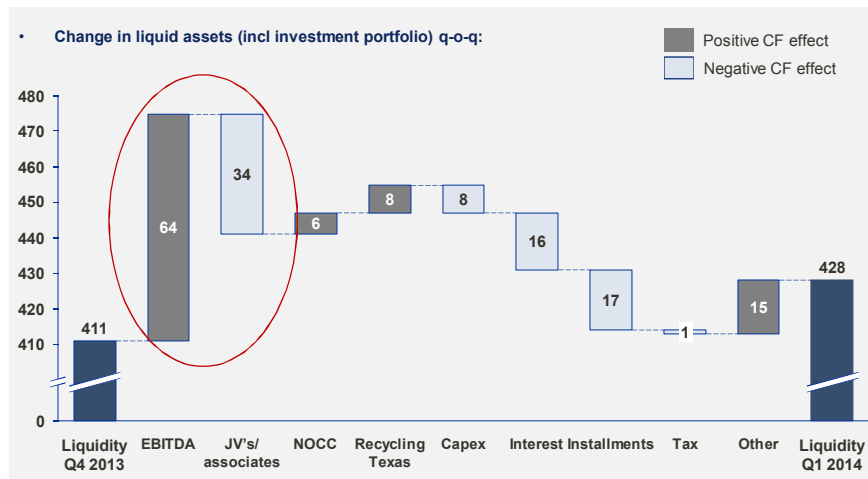 • Change in liquid assets (incl investment portfolio) q-o-q:
Positive CF effect
Negative CF effect
480
470
460
450
440
430
420
410
0
411
64
34
6
8
8
16
17
1
15
428
Liquidity
Q4 2013
EBITDA
JV's/
associates
NOCC
Recycling
Texas
Capex
Interest
Installments
Tax
Other
Liquidity
Q1 2014